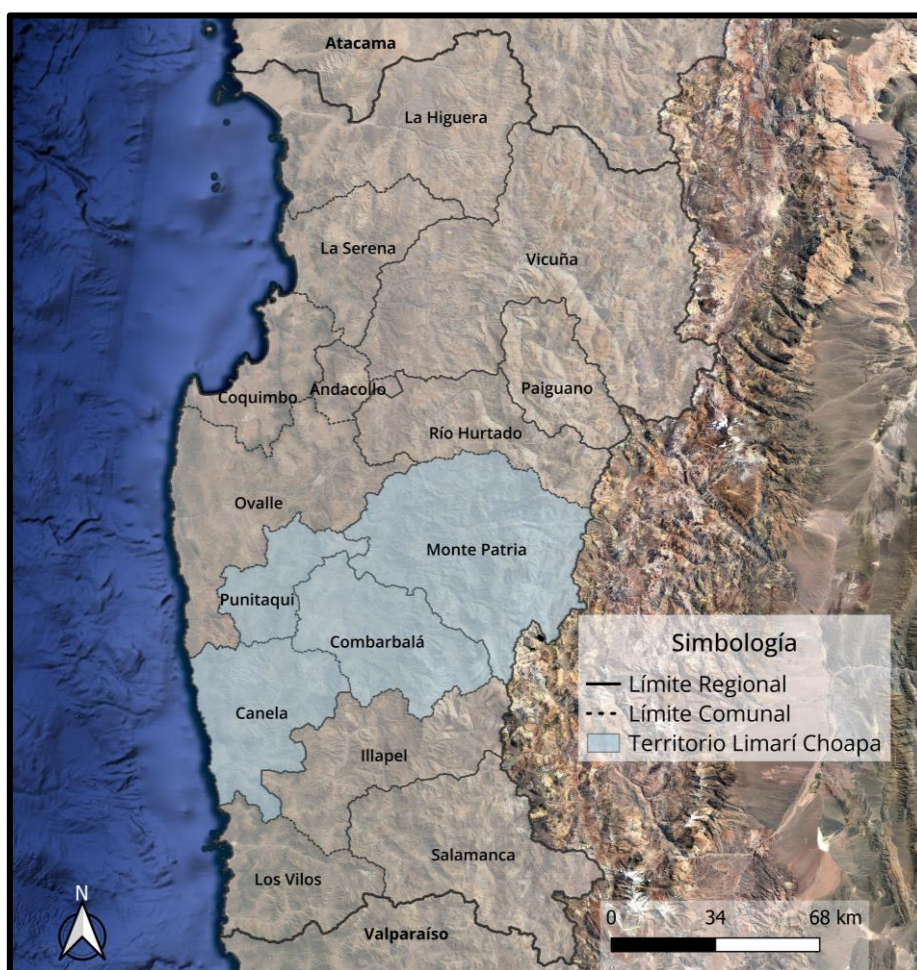 Atacama
La Higuera
La Serena
Vicuña
Coquimbo
Andacollo
Paiguano
Río Hurtado
Ovalle
Monte Patria
Punitaqui
Combarbalá
Canela
Illapel
Salamanca
Los Vilos
Valparaíso
Simbología
Límite Regional
Límite Comunal
Territorio Limarí Choapa
N
0 34 68 km